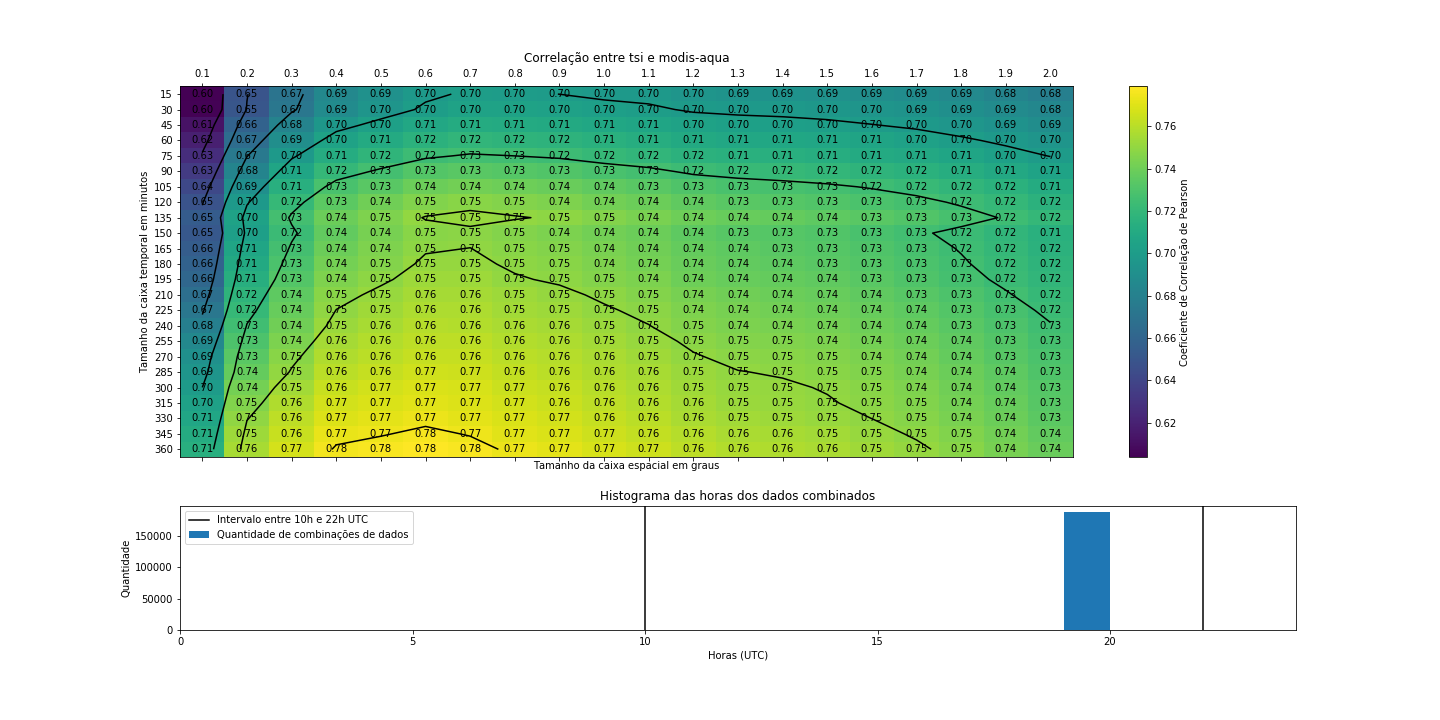 Correlação entre tsi e modis-aqua
0.1 0.2 0.3 0.4 0.5 0.6 0.7 0.8 0.9 1.0 1.1 1.2 1.3 1.4 1.5 1.6 1.7 1.8 1.9 2.0
15 0.60 0.65 0.67 0.69 0.69 0.70 0.70 0.70 0.70 0.70 0.70 0.70 0.69 0.69 0.69 0.69 0.69 0.69 0.68 0.68
30 0.60 0.65 0.67 0.69 0.70 0.70 0.70 0.70 0.70 0.70 0.70 0.70 0.70 0.70 0.70 0.70 0.69 0.69 0.69 0.68
45 0.61 0.66 0.68 0.70 0.70 0.71 0.71 0.71 0.71 0.71 0.71 0.70 0.70 0.70 0.70 0.70 0.70 0.70 0.69 0.69
60 0.62 0.67 0.69 0.70 0.71 0.72 0.72 0.72 0.72 0.71 0.71 0.71 0.71 0.71 0.71 0.71 0.70 0.70 0.70 0.70
75 0.63 0.67 0.70 0.71 0.72 0.72 0.73 0.73 0.72 0.72 0.72 0.72 0.71 0.71 0.71 0.71 0.71 0.71 0.70 0.70
90 0.63 0.68 0.71 0.72 0.73 0.73 0.73 0.73 0.73 0.73 0.73 0.72 0.72 0.72 0.72 0.72 0.72 0.71 0.71 0.71
105 0.64 0.69 0.71 0.73 0.73 0.74 0.74 0.74 0.74 0.74 0.73 0.73 0.73 0.73 0.73 0.72 0.72 0.72 0.72 0.71
120 0.65 0.70 0.72 0.73 0.74 0.75 0.75 0.75 0.74 0.74 0.74 0.74 0.73 0.73 0.73 0.73 0.73 0.72 0.72 0.72
135 0.65 0.70 0.73 0.74 0.75 0.75 0.75 0.75 0.75 0.75 0.74 0.74 0.74 0.74 0.74 0.73 0.73 0.73 0.72 0.72
150 0.65 0.70 0.72 0.74 0.74 0.75 0.75 0.75 0.74 0.74 0.74 0.74 0.73 0.73 0.73 0.73 0.73 0.72 0.72 0.71
165 0.66 0.71 0.73 0.74 0.74 0.75 0.75 0.75 0.74 0.74 0.74 0.74 0.74 0.73 0.73 0.73 0.73 0.72 0.72 0.72
180 0.66 0.71 0.73 0.74 0.75 0.75 0.75 0.75 0.75 0.74 0.74 0.74 0.74 0.74 0.73 0.73 0.73 0.73 0.72 0.72
195 0.66 0.71 0.73 0.74 0.75 0.75 0.75 0.75 0.75 0.75 0.74 0.74 0.74 0.74 0.74 0.73 0.73 0.73 0.72 0.72
210 0.67 0.72 0.74 0.75 0.75 0.76 0.76 0.75 0.75 0.75 0.75 0.74 0.74 0.74 0.74 0.74 0.73 0.73 0.73 0.72
225 0.67 0.72 0.74 0.75 0.75 0.76 0.76 0.75 0.75 0.75 0.75 0.74 0.74 0.74 0.74 0.74 0.73 0.73 0.73 0.72
240 0.68 0.73 0.74 0.75 0.76 0.76 0.76 0.76 0.75 0.75 0.75 0.75 0.74 0.74 0.74 0.74 0.74 0.73 0.73 0.73
255 0.69 0.73 0.74 0.76 0.76 0.76 0.76 0.76 0.76 0.75 0.75 0.75 0.75 0.74 0.74 0.74 0.74 0.74 0.73 0.73
270 0.69 0.73 0.75 0.76 0.76 0.76 0.76 0.76 0.76 0.76 0.75 0.75 0.75 0.75 0.75 0.74 0.74 0.74 0.73 0.73
285 0.69 0.74 0.75 0.76 0.76 0.77 0.77 0.76 0.76 0.76 0.76 0.75 0.75 0.75 0.75 0.75 0.74 0.74 0.74 0.73
300 0.70 0.74 0.75 0.76 0.77 0.77 0.77 0.77 0.76 0.76 0.76 0.75 0.75 0.75 0.75 0.75 0.74 0.74 0.74 0.73
315 0.70 0.75 0.76 0.77 0.77 0.77 0.77 0.77 0.76 0.76 0.76 0.76 0.75 0.75 0.75 0.75 0.75 0.74 0.74 0.73
330 0.71 0.75 0.76 0.77 0.77 0.77 0.77 0.77 0.77 0.76 0.76 0.76 0.76 0.75 0.75 0.75 0.75 0.74 0.74 0.73
345 0.71 0.75 0.76 0.77 0.77 0.78 0.77 0.77 0.77 0.77 0.76 0.76 0.76 0.76 0.76 0.75 0.75 0.75 0.74 0.74
360 0.71 0.76 0.77 0.78 0.78 0.78 0.78 0.77 0.77 0.77 0.77 0.76 0.76 0.76 0.76 0.75 0.75 0.75 0.74 0.74
Tamanho da caixa temporal em minutos
Tamanho da caixa espacial em graus
0.76
0.74
0.72
0.70
0.68
0.66
0.64
0.62
Coeficiente de Correlação de Pearson
Histograma das horas dos dados combinados
Intervalo entre 10h e 22h UTC
Quantidade de combinações de dados
150000
100000
50000
0
Quantidade
0 5 10 15 20
Horas (UTC)